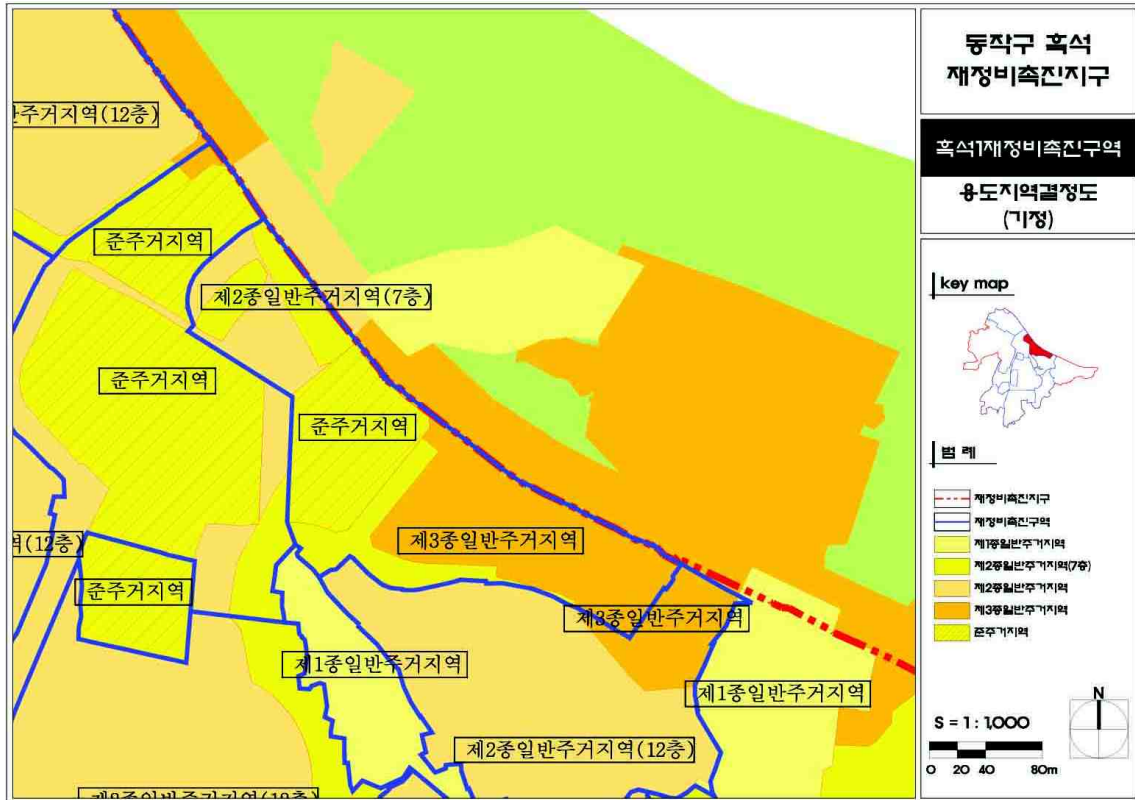 반주거지역(12층)
준주거지역
제2종일반주거지역(7층)
준주거지역
준주거지역
제3종일반주거지역
(12층)
준주거지역
제3종일반주거지역
제1종일반주거지역
제1종일반주거지역
제2종일반주거지역(12층)
동작구 흑석
재정비촉진지구
흑석1재정비촉진구역
용도지역결정도
(기정)
key map
범 례
재정비촉진지구
재정비촉진구역
제1종일반주거지역
제2종일반주거지역(7층)
제2종일반주거지역
제3종일반주거지역
준주거지역
S = 1 : 1,000
N
0 20 40 80m